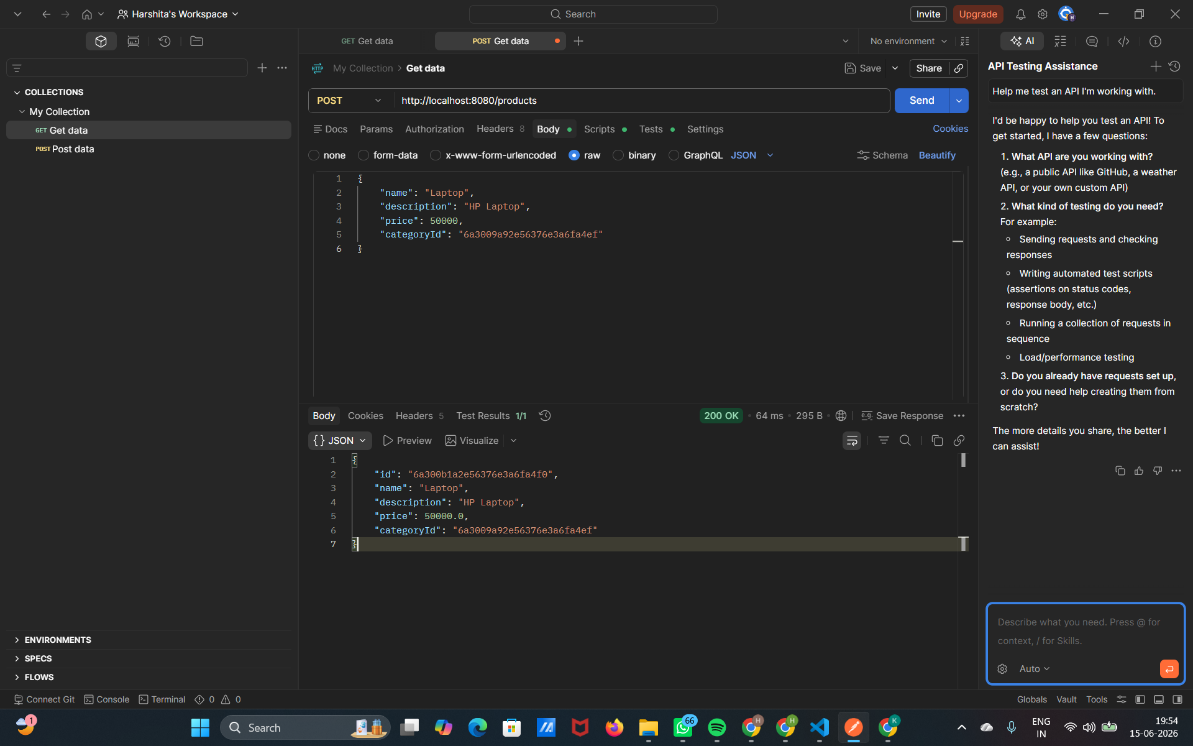 Harshita's Workspace
Search
Invite
Upgrade
GET Get data
POST Get data
No environment
AI
COLLECTIONS
My Collection
GET Get data
POST Post data
ENVIRONMENTS
SPECS
FLOWS
My Collection > Get data
Save
Share
POST
http://localhost:8080/products
Send
Docs Params Authorization Headers 8 Body Scripts Tests Settings
Cookies
none form-data x-www-form-urlencoded raw binary GraphQL JSON
Schema Beautify
1 {
2 "name": "Laptop",
3 "description": "HP Laptop",
4 "price": 50000,
5 "categoryId": "6a3009a92e56376e3a6fa4ef"
6 }
Body Cookies Headers 5 Test Results 1/1
200 OK • 64 ms • 295 B
Save Response
{} JSON Preview Visualize
1 {
2 "id": "6a300b1a2e56376e3a6fa4f0",
3 "name": "Laptop",
4 "description": "HP Laptop",
5 "price": 50000.0,
6 "categoryId": "6a3009a92e56376e3a6fa4ef"
7 }
API Testing Assistance
Help me test an API I'm working with.
I'd be happy to help you test an API! To
get started, I have a few questions:
1. What API are you working with?
(e.g., a public API like GitHub, a weather
API, or your own custom API)
2. What kind of testing do you need?
For example:
Sending requests and checking
responses
Writing automated test scripts
(assertions on status codes,
response body, etc.)
Running a collection of requests in
sequence
Load/performance testing
3. Do you already have requests set up,
or do you need help creating them from
scratch?
The more details you share, the better I
can assist!
Describe what you need. Press @ for
context, / for Skills.
Auto
Connect Git Console Terminal 0 0
Globals Vault Tools
1
Search
66
H
H
K
ENG
IN
19:54
15-06-2026